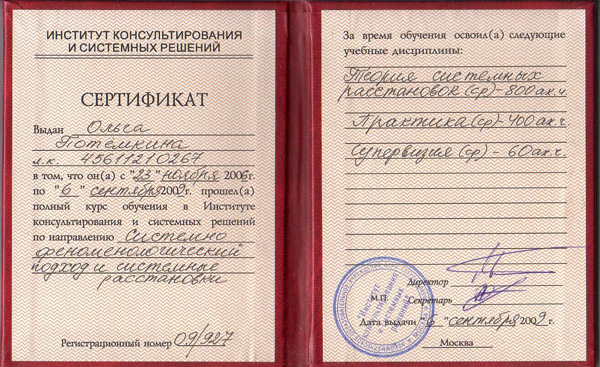 ИНСТИТУТ КОНСУЛЬТИРОВАНИЯ
И СИСТЕМНЫХ РЕШЕНИЙ
СЕРТИФИКАТ
Выдан Ольга
Потёмкина
л.к. 45611210267
в том, что он(а) с "23" ноября 2006г.
по "6" сентября 2009г. прошел(а)
полный курс обучения в Институте
консультирования и системных решений
по направлению Системно
феноменологический
подход и системные
расстановки
Регистрационный номер 09/927
За время обучения освоил(а) следующие
учебные дисциплины:
Теория системных
расстановок (ср) - 800 ак.ч.
Практика (ср) - 400 ак.ч.
Супервизия (ср) - 60 ак.ч.
Директор
М.П.
Секретарь
Дата выдачи "6" сентября 2009 г.
Москва